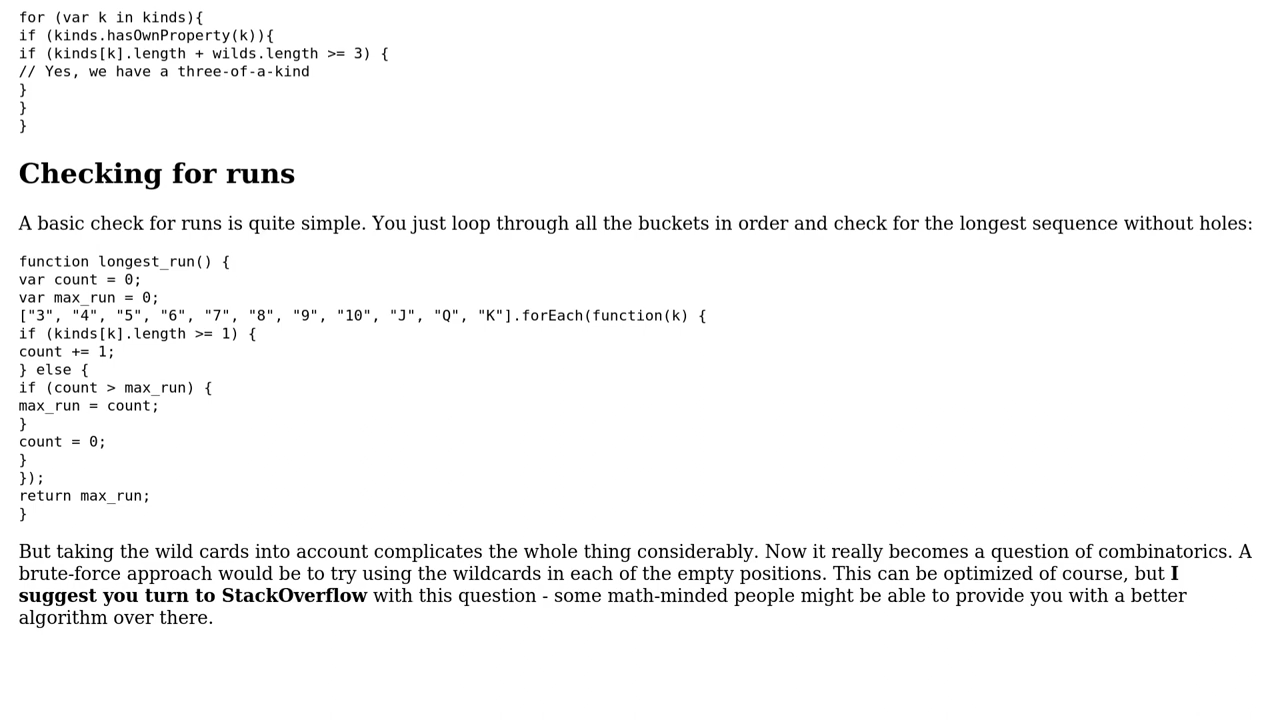 for (var k in kinds){
if (kinds.hasOwnProperty(k)){
if (kinds[k].length + wilds.length >= 3) {
// Yes, we have a three-of-a-kind
}
}
}
Checking for runs
A basic check for runs is quite simple. You just loop through all the buckets in order and check for the longest sequence without holes:
function longest_run() {
var count = 0;
var max_run = 0;
["3", "4", "5", "6", "7", "8", "9", "10", "J", "Q", "K"].forEach(function(k) {
if (kinds[k].length >= 1) {
count += 1;
} else {
if (count > max_run) {
max_run = count;
}
count = 0;
}
});
return max_run;
}
But taking the wild cards into account complicates the whole thing considerably. Now it really becomes a question of combinatorics. A
brute-force approach would be to try using the wildcards in each of the empty positions. This can be optimized of course, but I
suggest you turn to StackOverflow with this question - some math-minded people might be able to provide you with a better
algorithm over there.